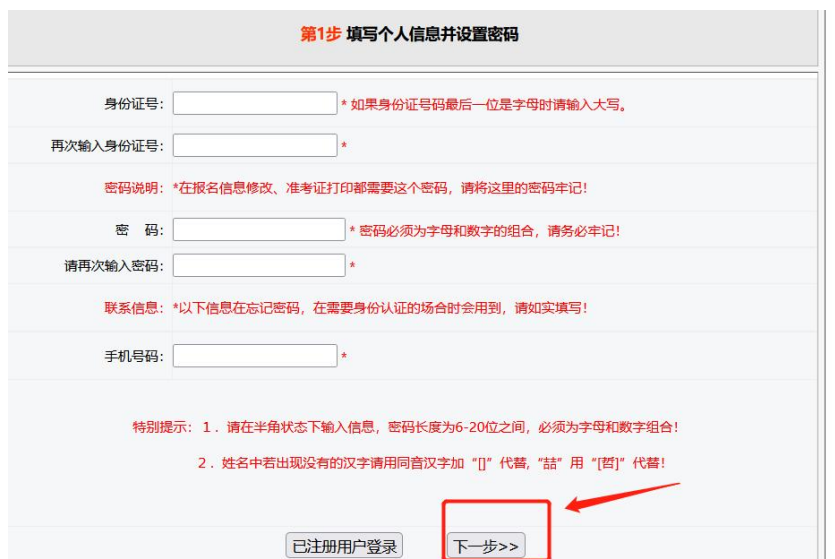 第1步 填写个人信息并设置密码
身份证号: * 如果身份证号码最后一位是字母时请输入大写。
再次输入身份证号: *
密码说明: *在报名信息修改、准考证打印都需要这个密码，请将这里的密码牢记！
密 码: * 密码必须为字母和数字的组合，请务必牢记！
请再次输入密码: *
联系信息: *以下信息在忘记密码，在需要身份认证的场合时会用到，请如实填写！
手机号码: *
特别提示: 1．请在半角状态下输入信息，密码长度为6-20位之间，必须为字母和数字组合！
2．姓名中若出现没有的汉字请用同音汉字加“[]”代替，“喆”用“[哲]”代替！
已注册用户登录 下一步>>